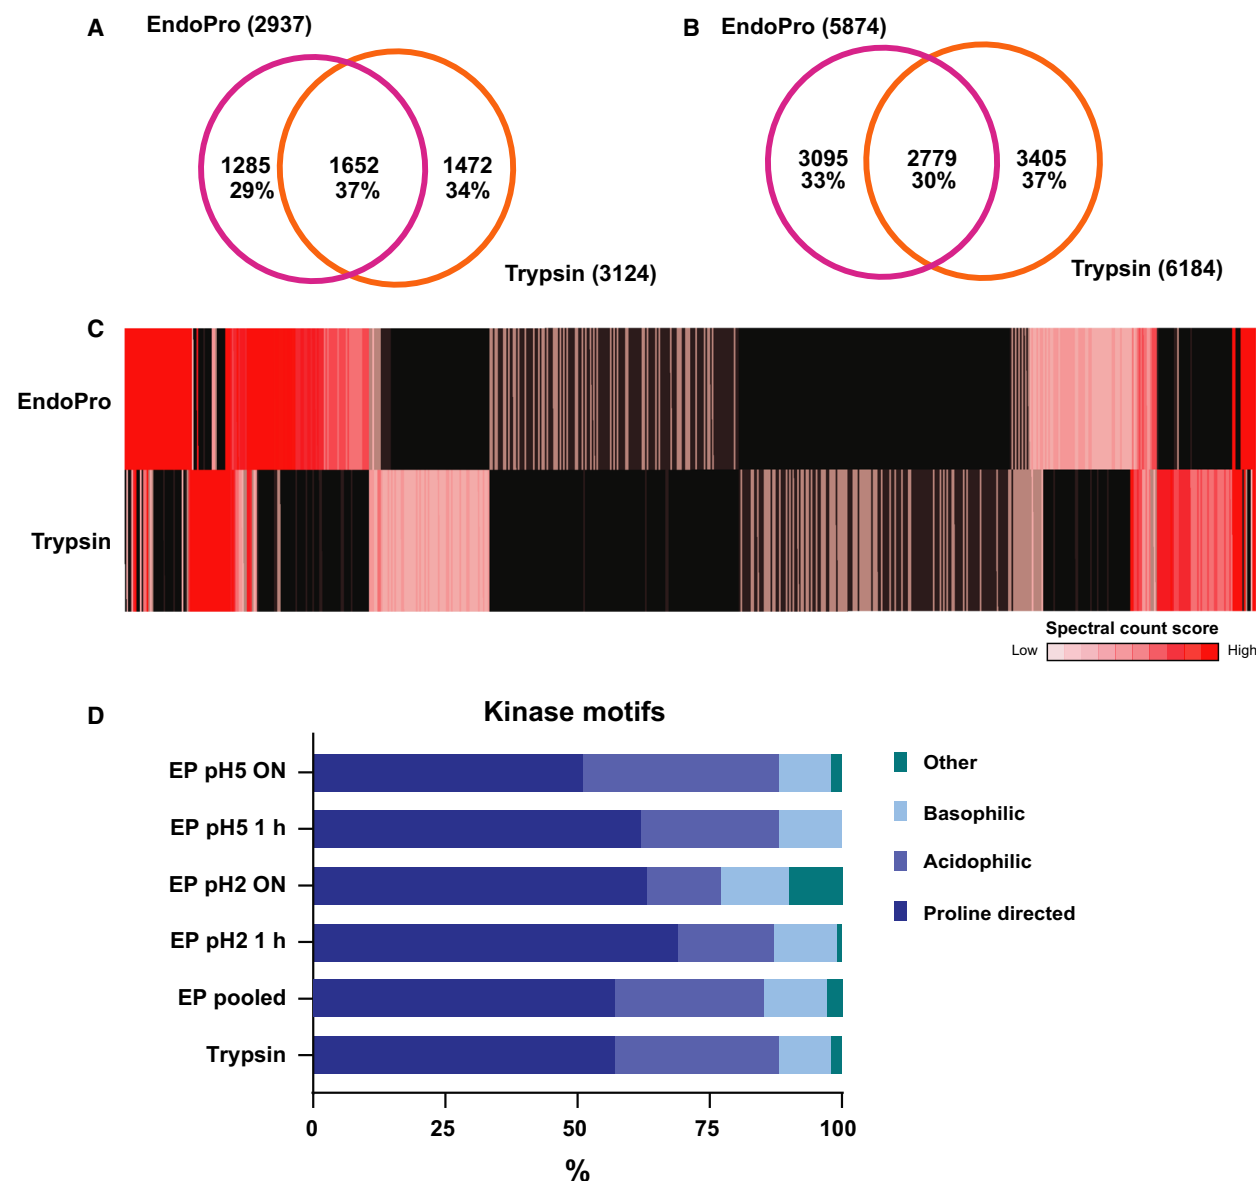 A
EndoPro (2937)
1285
29%
1652
37%
1472
34%
Trypsin (3124)
B
EndoPro (5874)
3095
33%
2779
30%
3405
37%
Trypsin (6184)
C
EndoPro
Trypsin
Spectral count score
Low
High
D
Kinase motifs
EP pH5 ON
EP pH5 1 h
EP pH2 ON
EP pH2 1 h
EP pooled
Trypsin
0 25 50 75 100
%
Other
Basophilic
Acidophilic
Proline directed